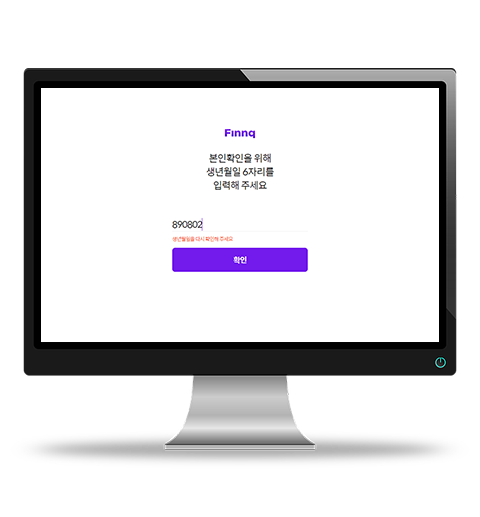 Finnq
본인확인을 위해
생년월일 6자리를
입력해 주세요
890802
생년월일을 다시 확인해 주세요
확인